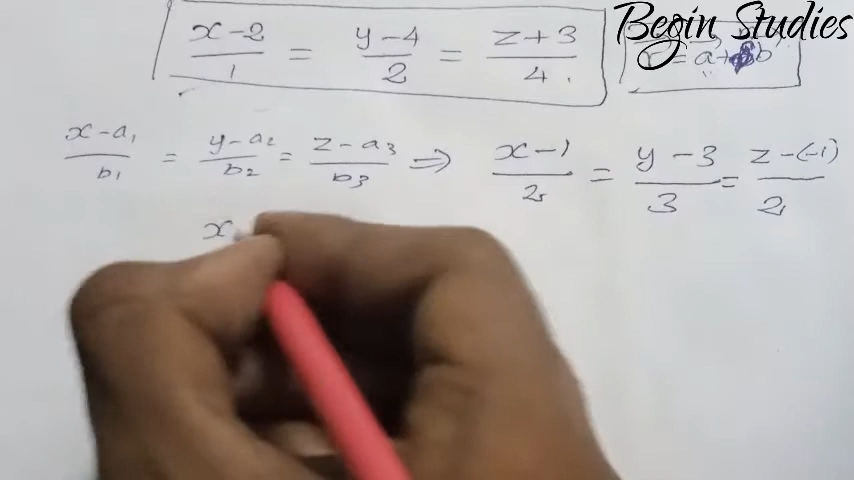 Begin Studies
(x-2)/1 = (y-4)/2 = (z+3)/4
(x-a₁)/b₁ = (y-a₂)/b₂ = (z-a₃)/b₃ ⇒ (x-1)/2 = (y-3)/3 = (z-(-1))/2
x